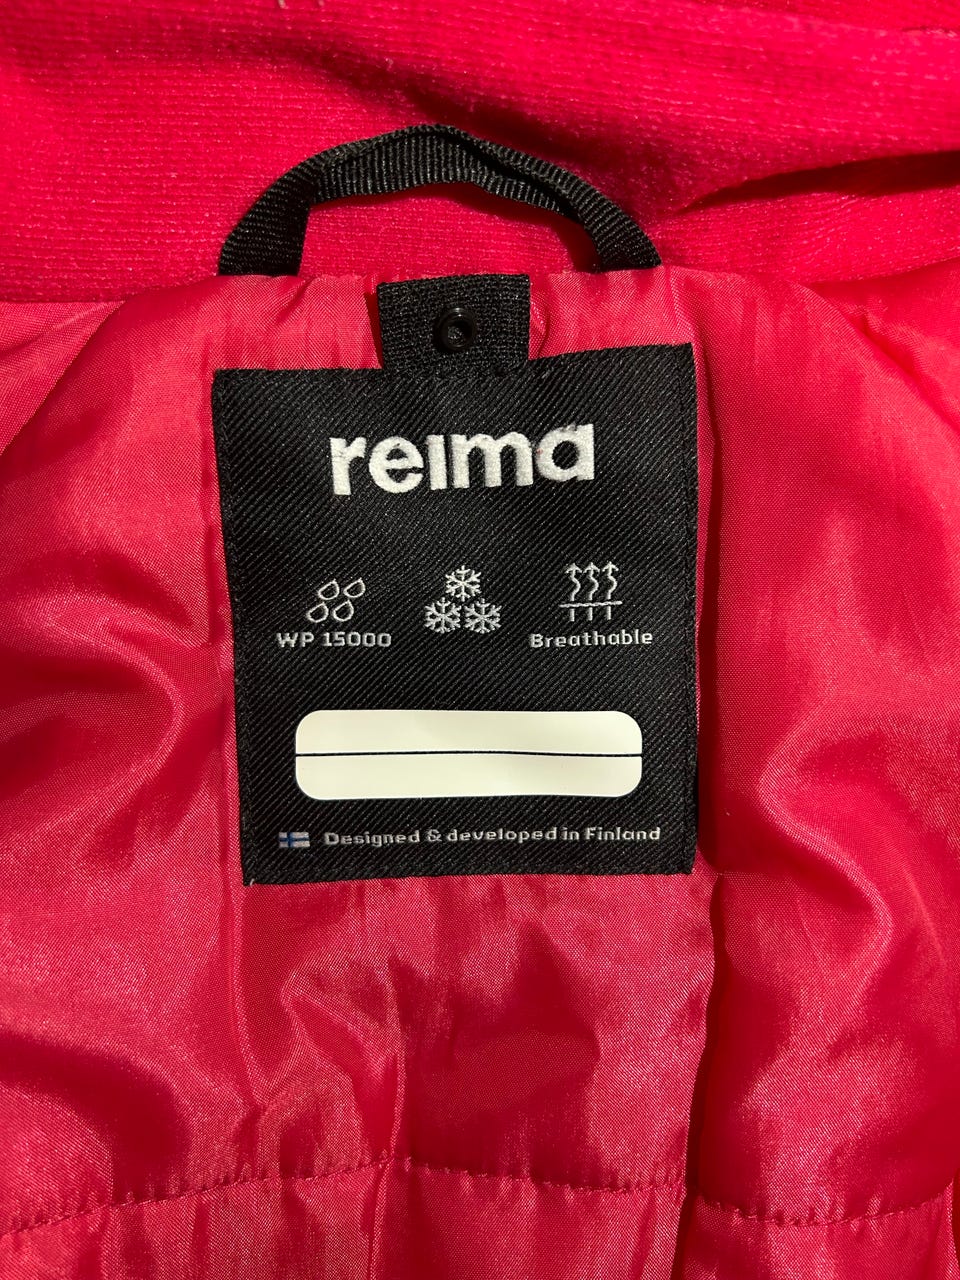 reima
WP 15000
Breathable
Designed & developed in Finland